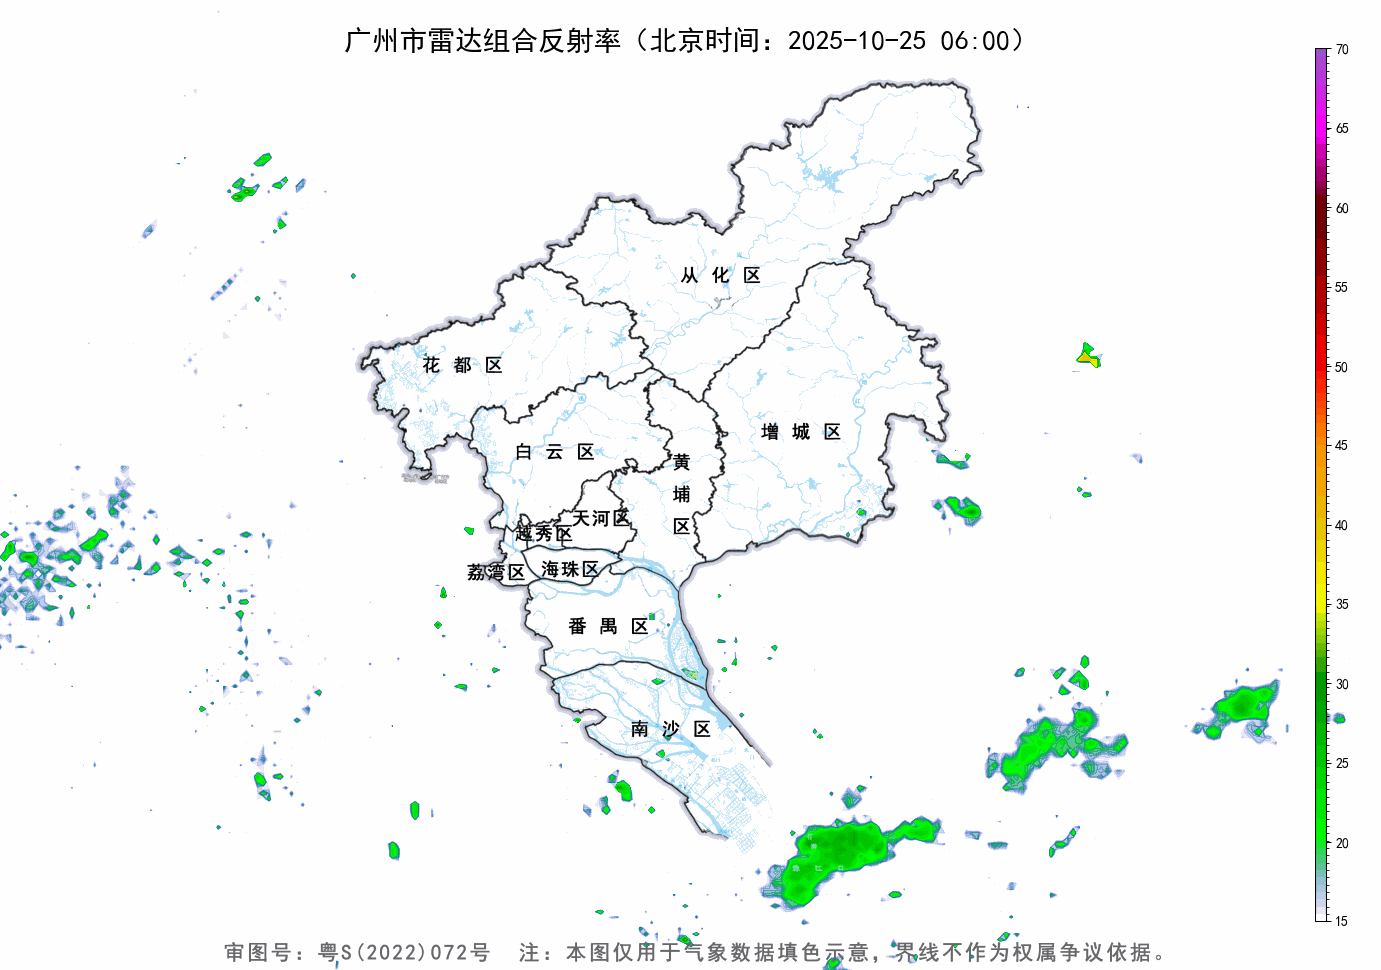 广州市雷达组合反射率（北京时间：2025-10-25 06:00）
70
65
60
55
50
45
40
35
30
25
20
15
从化区
花都区
增城区
白云区
黄埔区
天河区
越秀区
荔湾区
海珠区
番禺区
南沙区
审图号：粤S(2022)072号 注：本图仅用于气象数据填色示意，界线不作为权属争议依据。